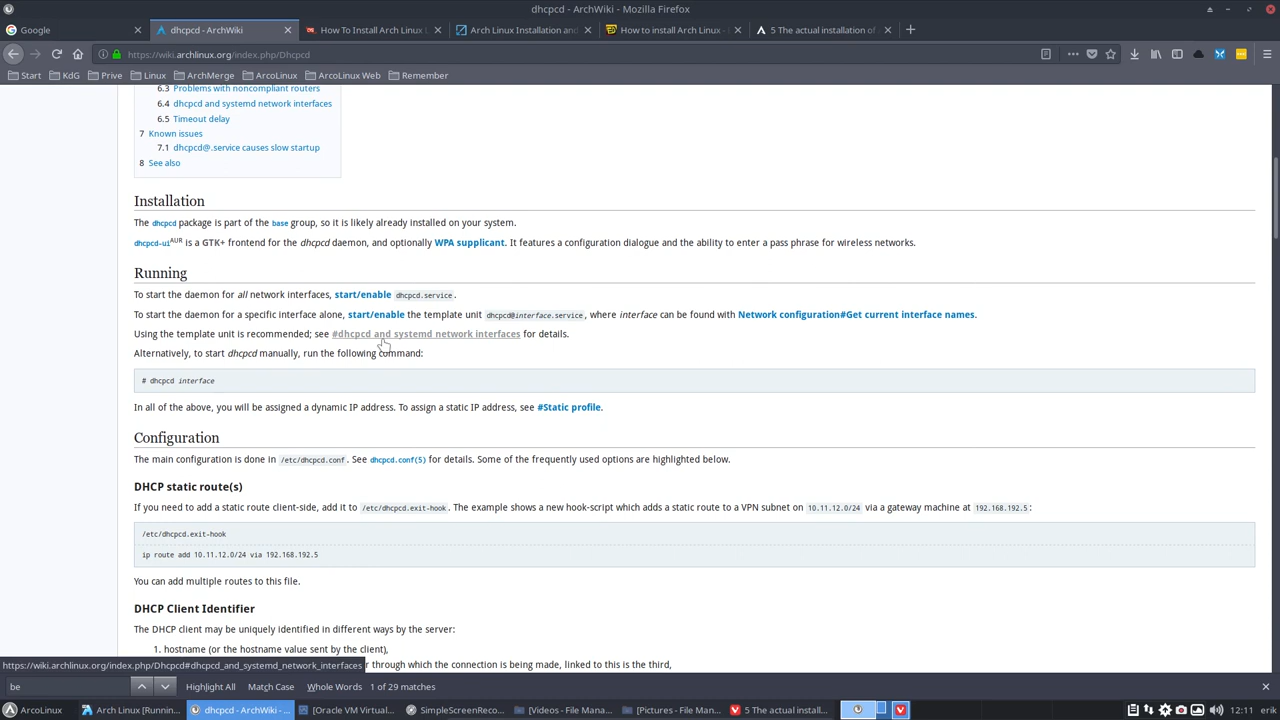 dhcpcd - ArchWiki - Mozilla Firefox
Google
dhcpcd - ArchWiki
How To Install Arch Linux L
Arch Linux Installation and
How to install Arch Linux -
5 The actual installation of
https://wiki.archlinux.org/index.php/Dhcpcd
Start KdG Prive Linux ArchMerge ArcoLinux ArcoLinux Web Remember
6.3 Problems with noncompliant routers
6.4 dhcpcd and systemd network interfaces
6.5 Timeout delay
7 Known issues
7.1 dhcpcd@.service causes slow startup
8 See also
Installation
The dhcpcd package is part of the base group, so it is likely already installed on your system.
dhcpcd-uiAUR is a GTK+ frontend for the dhcpcd daemon, and optionally WPA supplicant. It features a configuration dialogue and the ability to enter a pass phrase for wireless networks.
Running
To start the daemon for all network interfaces, start/enable dhcpcd.service.
To start the daemon for a specific interface alone, start/enable the template unit dhcpcd@interface.service, where interface can be found with Network configuration#Get current interface names.
Using the template unit is recommended; see #dhcpcd and systemd network interfaces for details.
Alternatively, to start dhcpcd manually, run the following command:
# dhcpcd interface
In all of the above, you will be assigned a dynamic IP address. To assign a static IP address, see #Static profile.
Configuration
The main configuration is done in /etc/dhcpcd.conf. See dhcpcd.conf(5) for details. Some of the frequently used options are highlighted below.
DHCP static route(s)
If you need to add a static route client-side, add it to /etc/dhcpcd.exit-hook. The example shows a new hook-script which adds a static route to a VPN subnet on 10.11.12.0/24 via a gateway machine at 192.168.192.5:
/etc/dhcpcd.exit-hook
ip route add 10.11.12.0/24 via 192.168.192.5
You can add multiple routes to this file.
DHCP Client Identifier
The DHCP client may be uniquely identified in different ways by the server:
1. hostname (or the hostname value sent by the client),
https://wiki.archlinux.org/index.php/Dhcpcd#dhcpcd_and_systemd_network_interfaces
r through which the connection is being made, linked to this is the third,
be Highlight All Match Case Whole Words 1 of 29 matches
ArcoLinux
Arch Linux [Runnin...
dhcpcd - ArchWiki - ...
[Oracle VM Virtual...
SimpleScreenReco...
[Videos - File Mana...
[Pictures - File Man...
5 The actual install...
12:11 erik